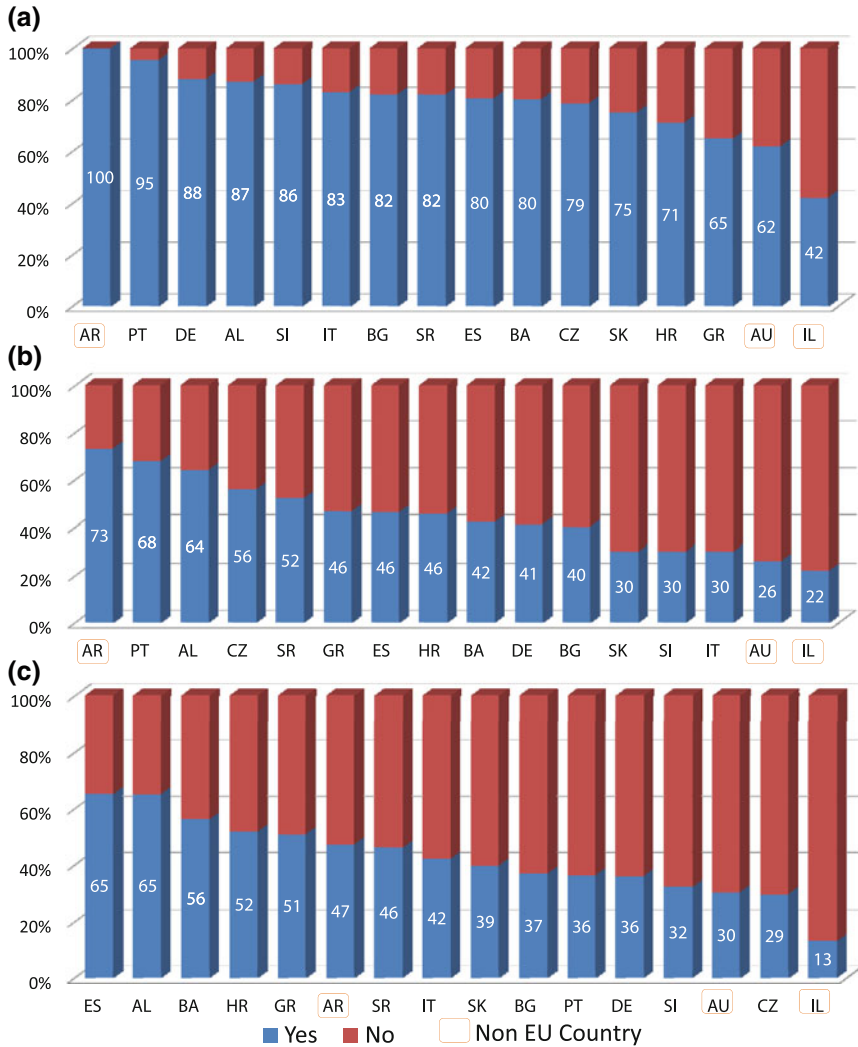 (a)
100%
80%
60%
40%
20%
0%
100 95 88 87 86 83 82 82 80 80 79 75 71 65 62 42
AR PT DE AL SI IT BG SR ES BA CZ SK HR GR AU IL
(b)
100%
80%
60%
40%
20%
0%
73 68 64 56 52 46 46 46 42 41 40 30 30 30 26 22
AR PT AL CZ SR GR ES HR BA DE BG SK SI IT AU IL
(c)
100%
80%
60%
40%
20%
0%
65 65 56 52 51 47 46 42 39 37 36 36 32 30 29 13
ES AL BA HR GR AR SR IT SK BG PT DE SI AU CZ IL
Yes No Non EU Country